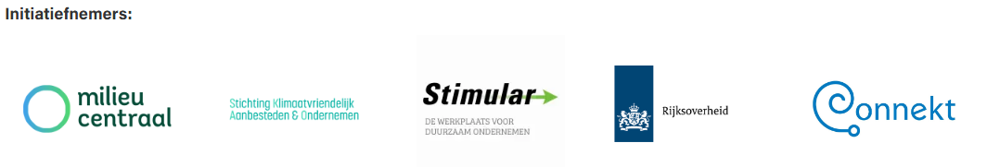 Initiatiefnemers:
milieu
centraal
Stichting Klimaatvriendelijk
Aanbesteden & Ondernemen
Stimular
DE WERKPLAATS VOOR
DUURZAAM ONDERNEMEN
Rijksoverheid
Connekt